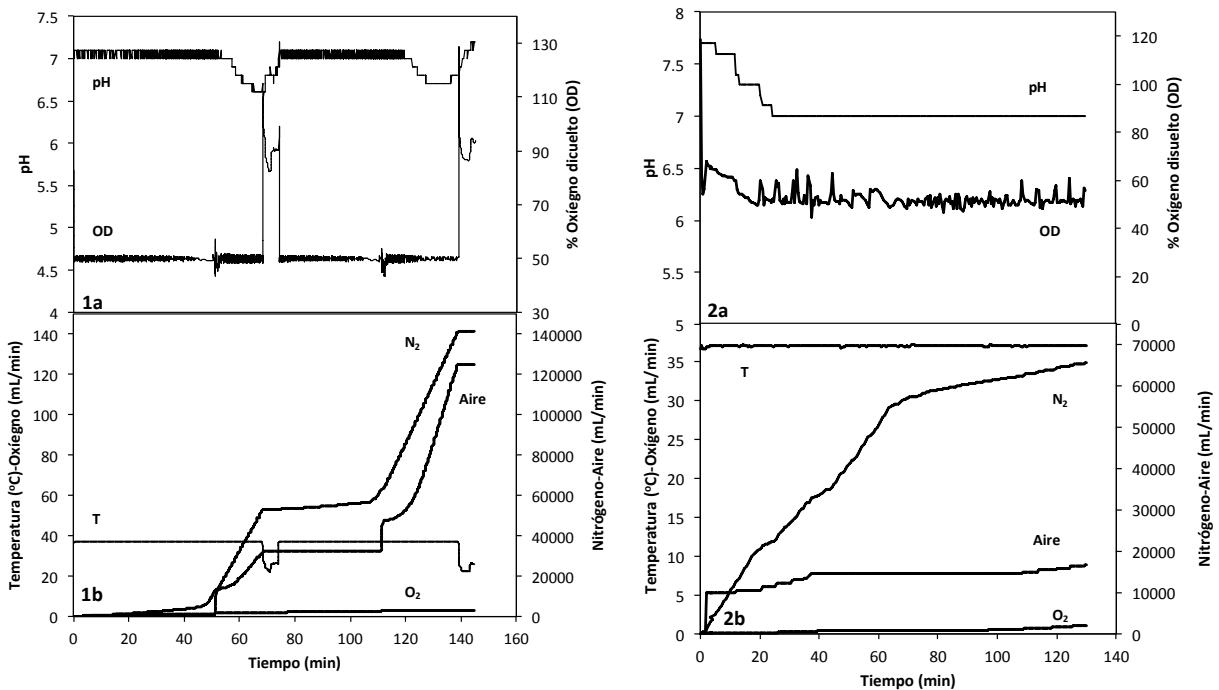 7.5
7
6.5
6
5.5
5
4.5
4
pH
pH
OD
1a
130
110
90
70
50
30
% Oxíegno dicuelto (OD)
140
120
100
80
60
40
20
0
Temperatura (ºC)-Oxíegno (mL/min)
N2
Aire
T
O2
1b
140000
120000
100000
80000
60000
40000
20000
0
Nitrógeno-Aire (mL/min)
0 20 40 60 80 100 120 140 160
Tiempo (min)
8
7.5
7
6.5
6
5.5
5
pH
pH
OD
2a
120
100
80
60
40
20
0
% Oxígeno disuelto (OD)
35
30
25
20
15
10
5
0
Temperatura (ºC)-Oxígeno (mL/min)
T
N2
Aire
O2
2b
70000
60000
50000
40000
30000
20000
10000
0
Nitrógeno-Aire (mL/min)
0 20 40 60 80 100 120 140
Tiempo (min)